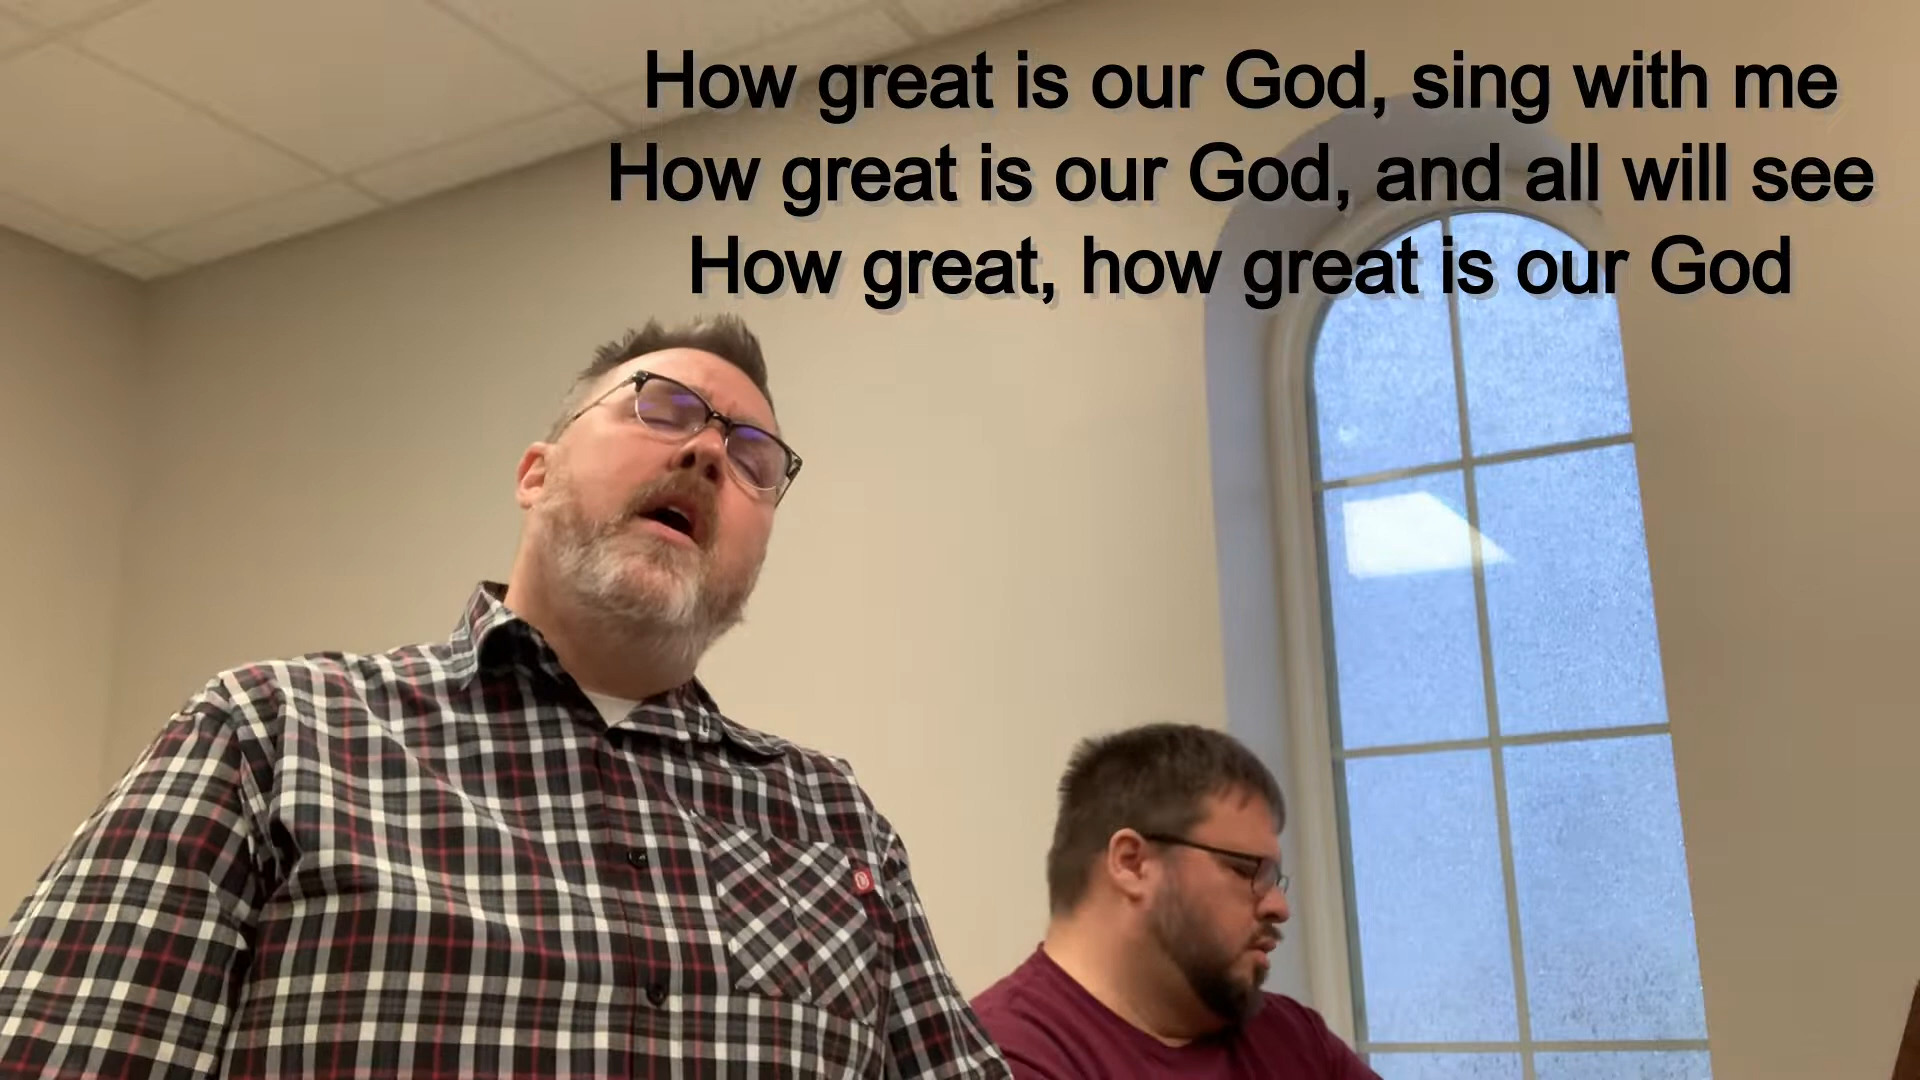 How great is our God, sing with me
How great is our God, and all will see
How great, how great is our God